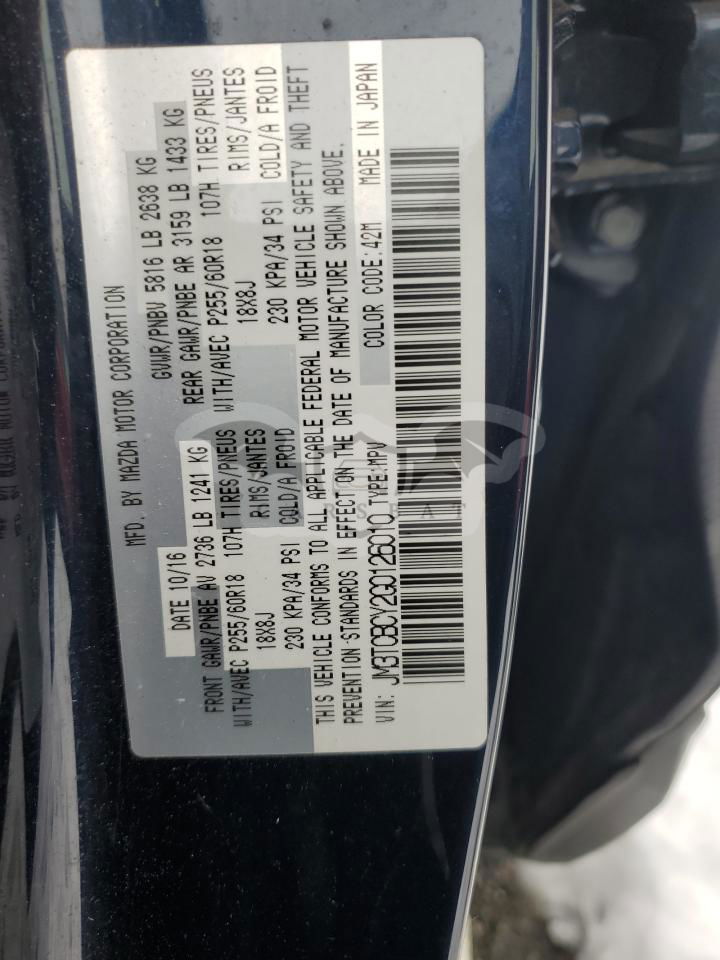 MFD. BY MAZDA MOTOR CORPORATION
DATE 10/16 GVWR/PNBV 5816 LB 2638 KG
FRONT GAWR/PNBE AV 2736 LB 1241 KG REAR GAWR/PNBE AR 3159 LB 1433 KG
WITH/AVEC P255/60R18 107H TIRES/PNEUS WITH/AVEC P255/60R18 107H TIRES/PNEUS
18X8J RIMS/JANTES 18X8J RIMS/JANTES
230 KPA/34 PSI COLD/A FROID 230 KPA/34 PSI COLD/A FROID
THIS VEHICLE CONFORMS TO ALL APPLICABLE FEDERAL MOTOR VEHICLE SAFETY AND THEFT
PREVENTION STANDARDS IN EFFECT ON THE DATE OF MANUFACTURE SHOWN ABOVE.
VIN: JM3TCBCY2G0126010 TYPE:MPV COLOR CODE:42M MADE IN JAPAN